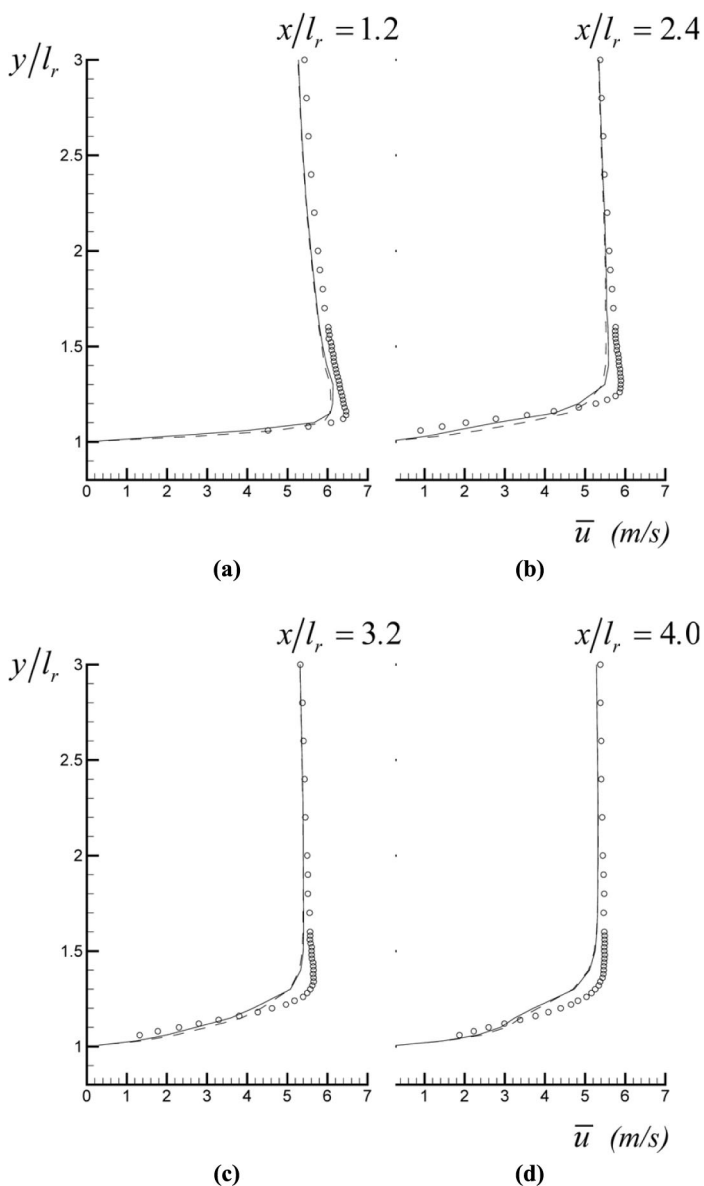 x/l_r = 1.2
x/l_r = 2.4
y/l_r
3
2.5
2
1.5
1
0 1 2 3 4 5 6 7
1 2 3 4 5 6 7
u̅ (m/s)
(a)
(b)
x/l_r = 3.2
x/l_r = 4.0
y/l_r
3
2.5
2
1.5
1
0 1 2 3 4 5 6 7
1 2 3 4 5 6 7
u̅ (m/s)
(c)
(d)